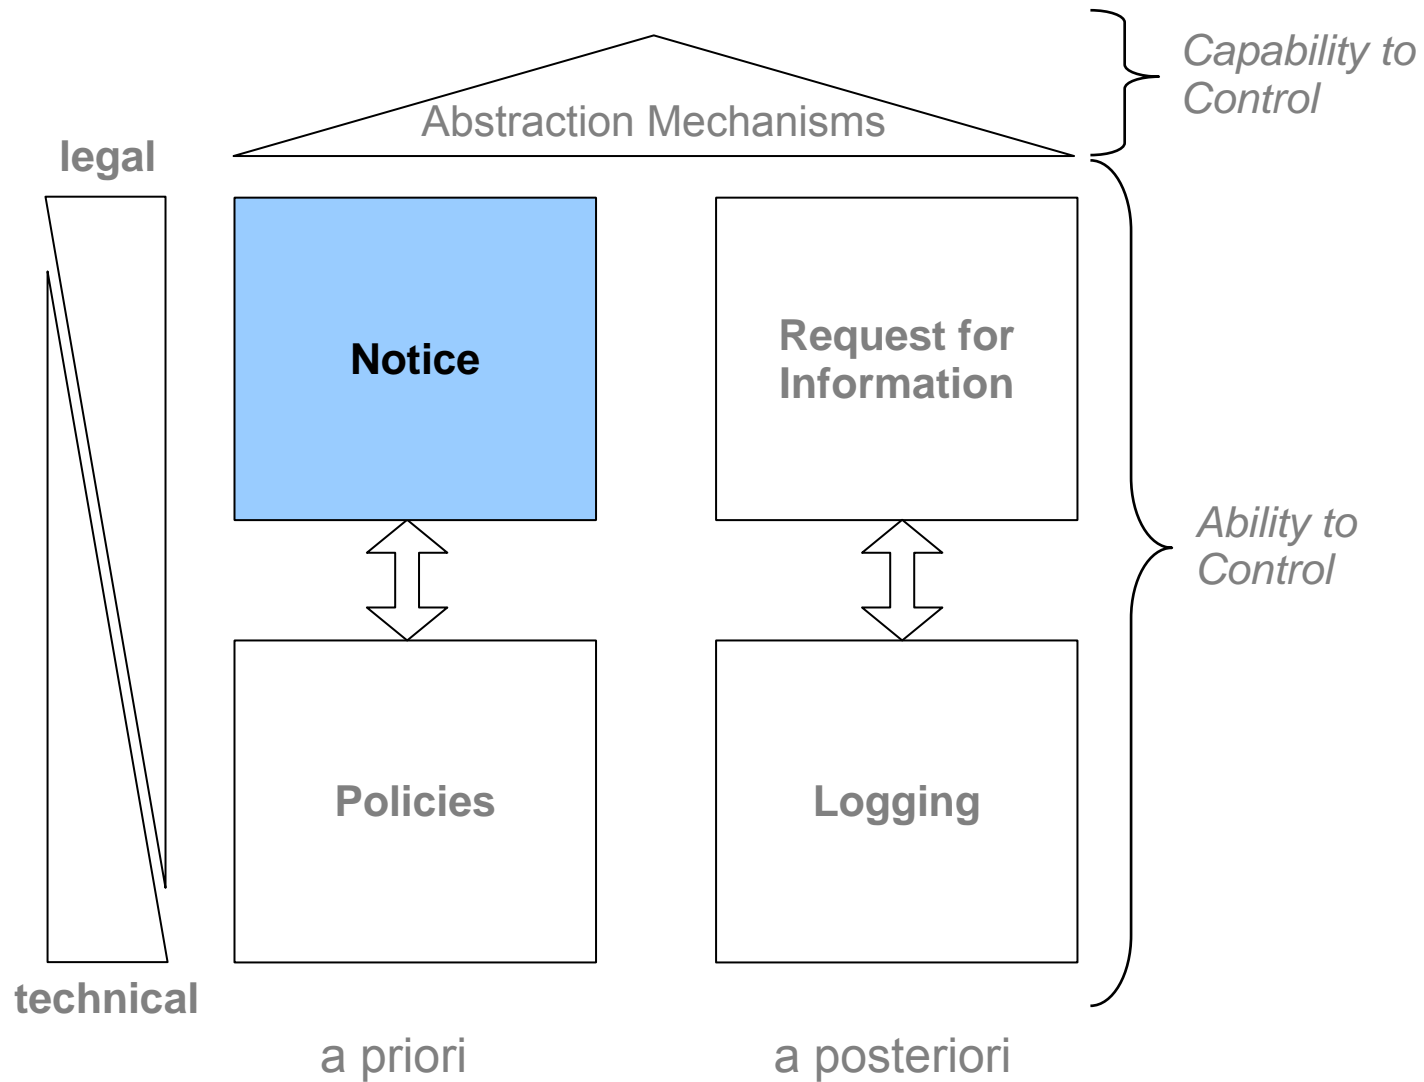 Capability to
Control
Abstraction Mechanisms
legal
Notice
Request for
Information
Ability to
Control
Policies
Logging
technical
a priori
a posteriori